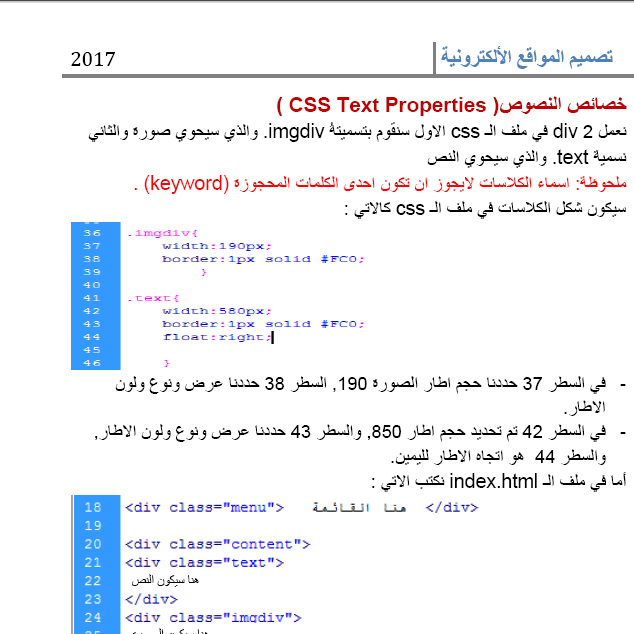 تصميم المواقع الألكترونية 2017
خصائص النصوص( CSS Text Properties )
نعمل 2 div في ملف الـ css الاول سنقوم بتسميتة imgdiv. والذي سيحوي صورة والثاني
نسمية text. والذي سيحوي النص
ملحوظة: اسماء الكلاسات لايجوز ان تكون احدى الكلمات المحجوزة (keyword) .
سيكون شكل الكلاسات في ملف الـ css كالاتي :
36 .imgdiv{
37 width:190px;
38 border:1px solid #FC0;
39 }
40
41 .text{
42 width:580px;
43 border:1px solid #FC0;
44 float:right;
45
46 }
- في السطر 37 حددنا حجم اطار الصورة 190, السطر 38 حددنا عرض ونوع ولون
الاطار.
- في السطر 42 تم تحديد حجم اطار 850, والسطر 43 حددنا عرض ونوع ولون الاطار,
والسطر 44 هو اتجاه الاطار لليمين.
أما في ملف الـ index.html نكتب الاتي :
18 <div class="menu"> هنا القائمة </div>
19
20 <div class="content">
21 <div class="text">
22 هنا سيكون النص
23 </div>
24 <div class="imgdiv">